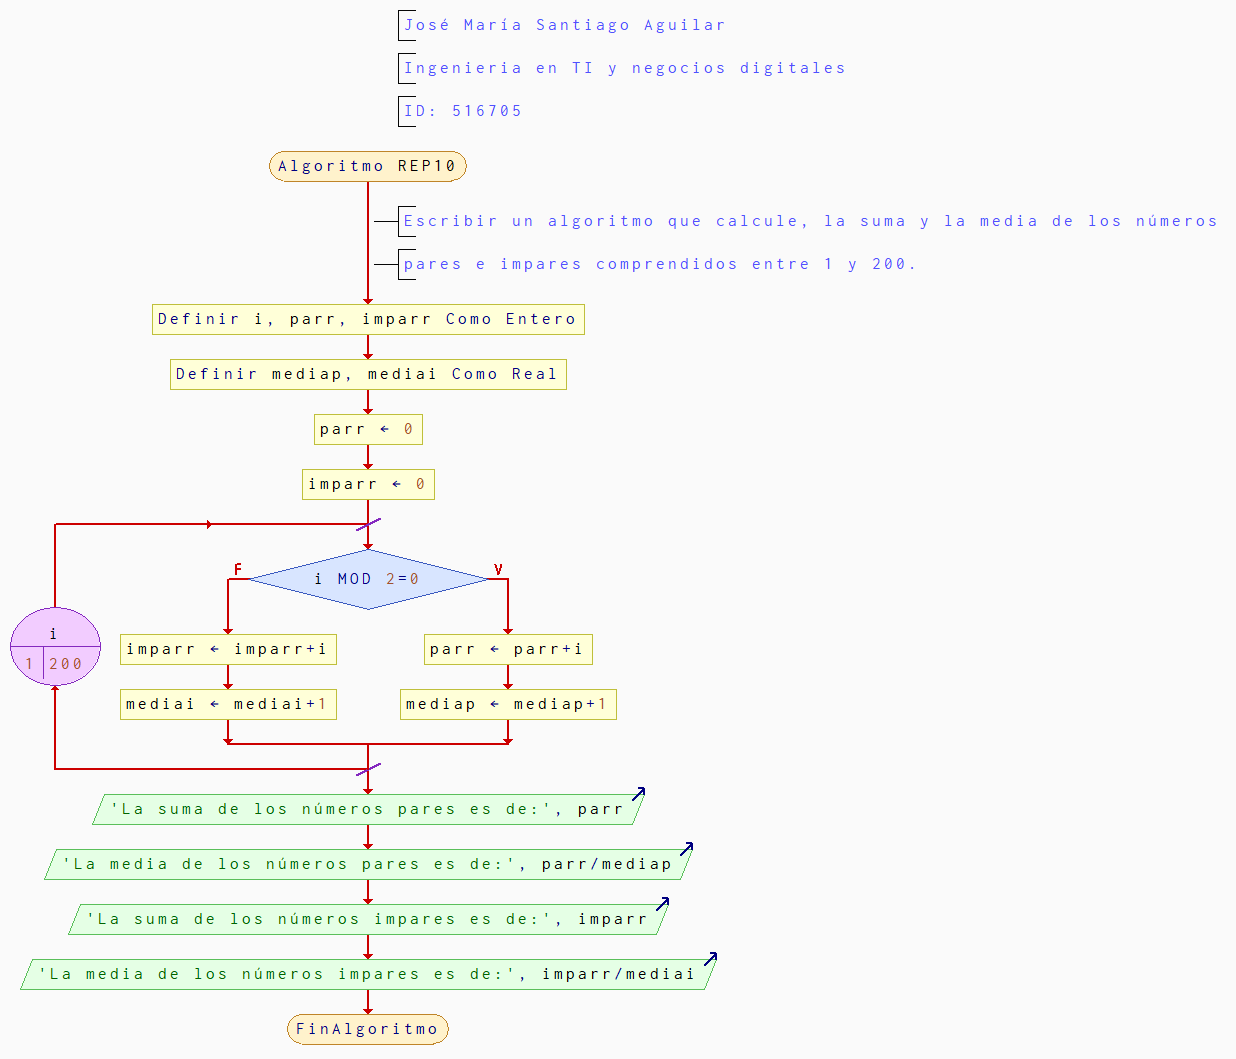 José María Santiago Aguilar
Ingenieria en TI y negocios digitales
ID: 516705
Algoritmo REP10
Escribir un algoritmo que calcule, la suma y la media de los números
pares e impares comprendidos entre 1 y 200.
Definir i, parr, imparr Como Entero
Definir mediap, mediai Como Real
parr ← 0
imparr ← 0
F
V
i MOD 2=0
i
1 200
imparr ← imparr+i
parr ← parr+i
mediai ← mediai+1
mediap ← mediap+1
'La suma de los números pares es de:', parr
'La media de los números pares es de:', parr/mediap
'La suma de los números impares es de:', imparr
'La media de los números impares es de:', imparr/mediai
FinAlgoritmo